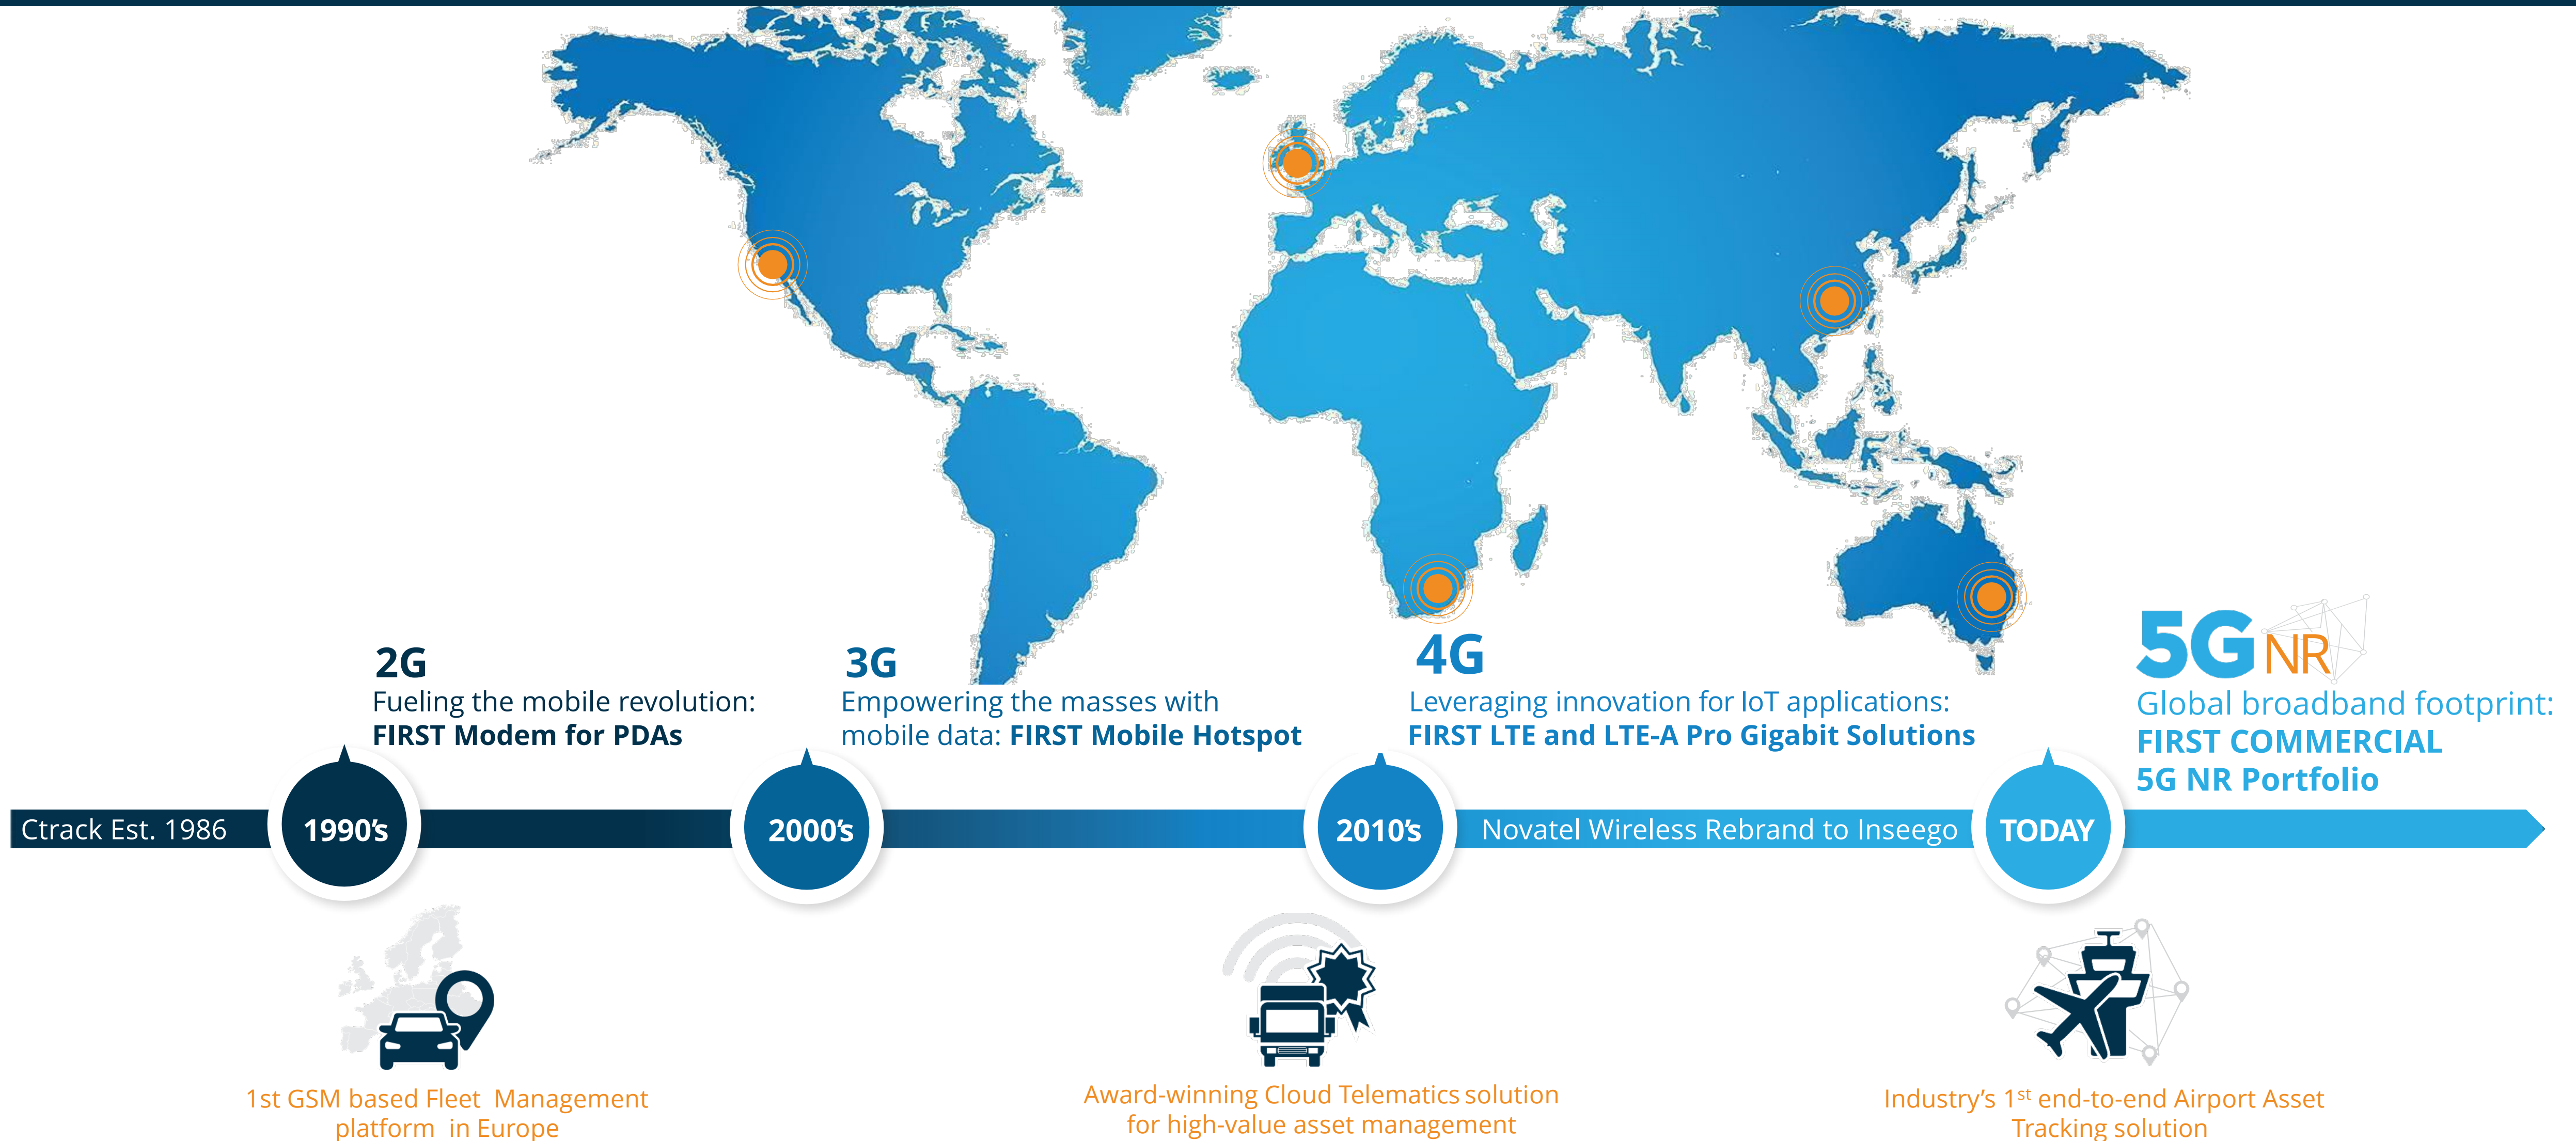 2G
Fueling the mobile revolution:
FIRST Modem for PDAs
3G
Empowering the masses with
mobile data: FIRST Mobile Hotspot
4G
Leveraging innovation for IoT applications:
FIRST LTE and LTE-A Pro Gigabit Solutions
5G NR
Global broadband footprint:
FIRST COMMERCIAL
5G NR Portfolio
Ctrack Est. 1986
1990's
2000's
2010's
Novatel Wireless Rebrand to Inseego
TODAY
1st GSM based Fleet Management
platform in Europe
Award-winning Cloud Telematics solution
for high-value asset management
Industry's 1st end-to-end Airport Asset
Tracking solution